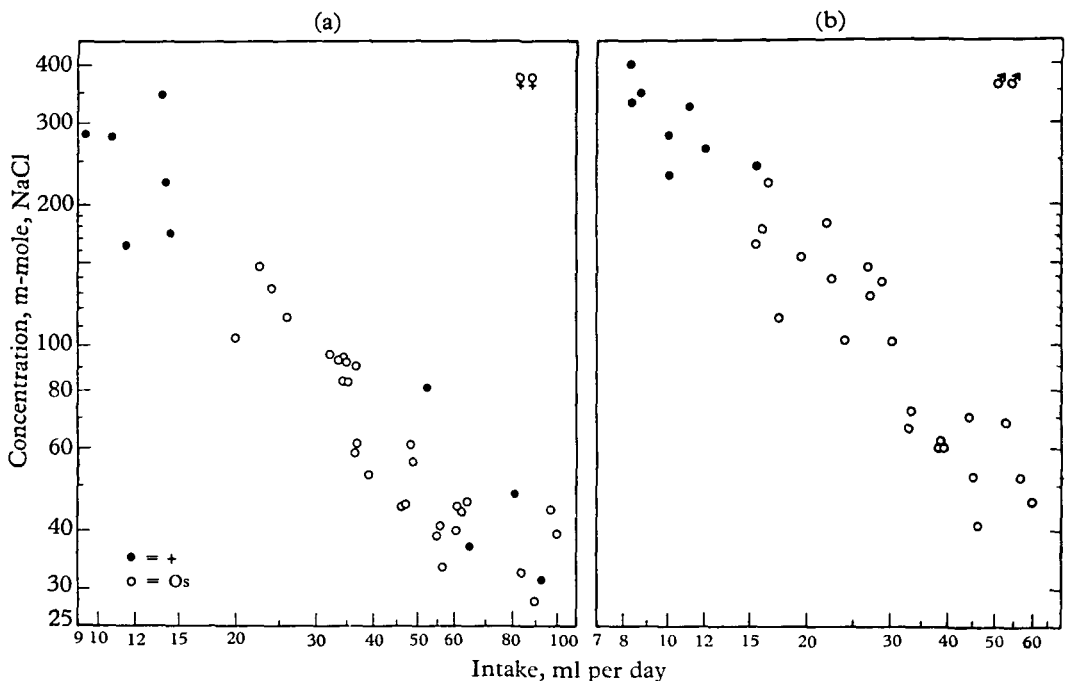 (a)
(b)
♀♀
♂♂
Concentration, m-mole, NaCl
400
300
200
100
80
60
40
30
25
● = +
○ = Os
9 10 12 15 20 30 40 50 60 80 100
7 8 10 12 15 20 30 40 50 60
Intake, ml per day